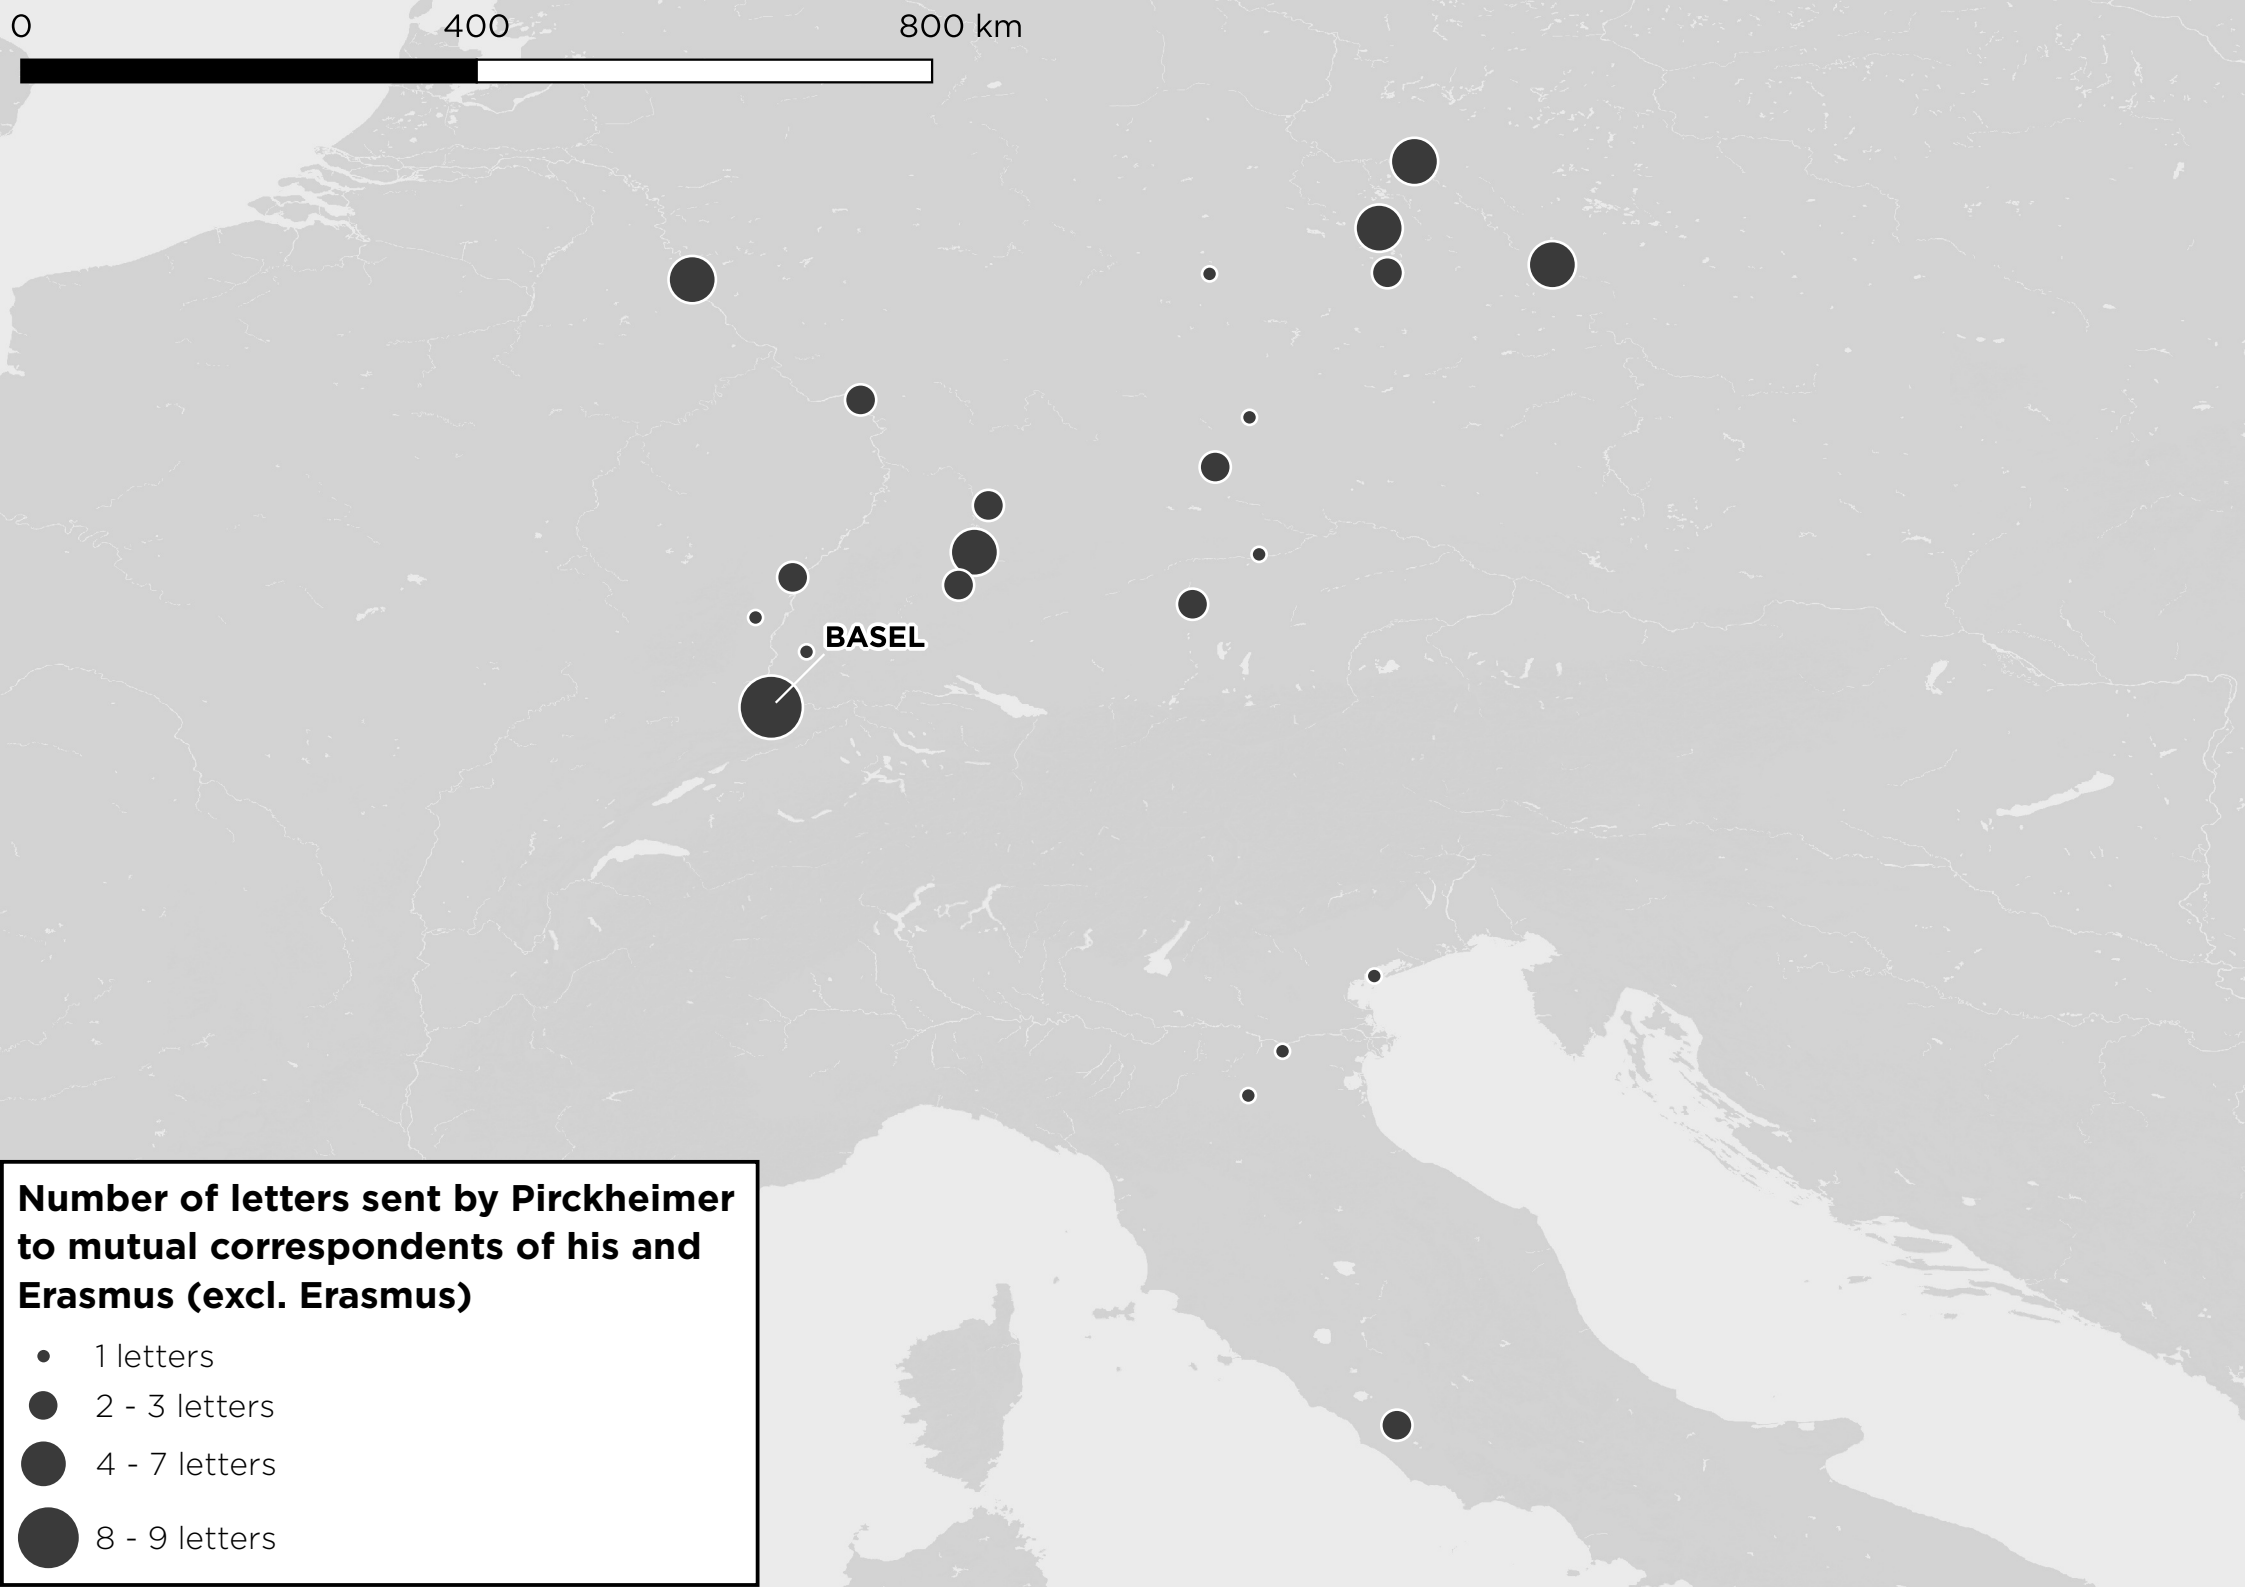 0 400 800 km
BASEL
Number of letters sent by Pirckheimer
to mutual correspondents of his and
Erasmus (excl. Erasmus)
1 letters
2 - 3 letters
4 - 7 letters
8 - 9 letters